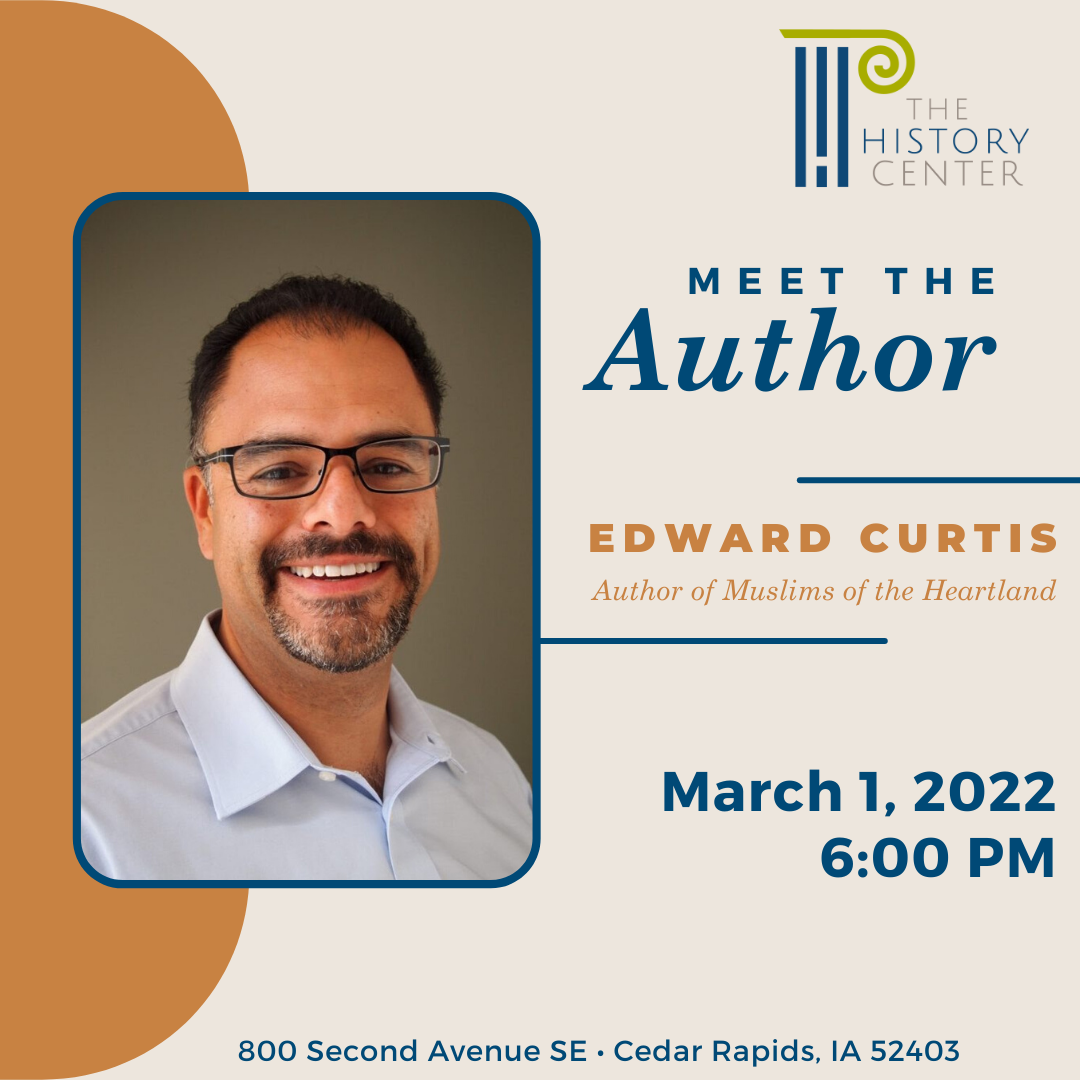 THE
HISTORY
CENTER
MEET THE
Author
EDWARD CURTIS
Author of Muslims of the Heartland
March 1, 2022
6:00 PM
800 Second Avenue SE • Cedar Rapids, IA 52403